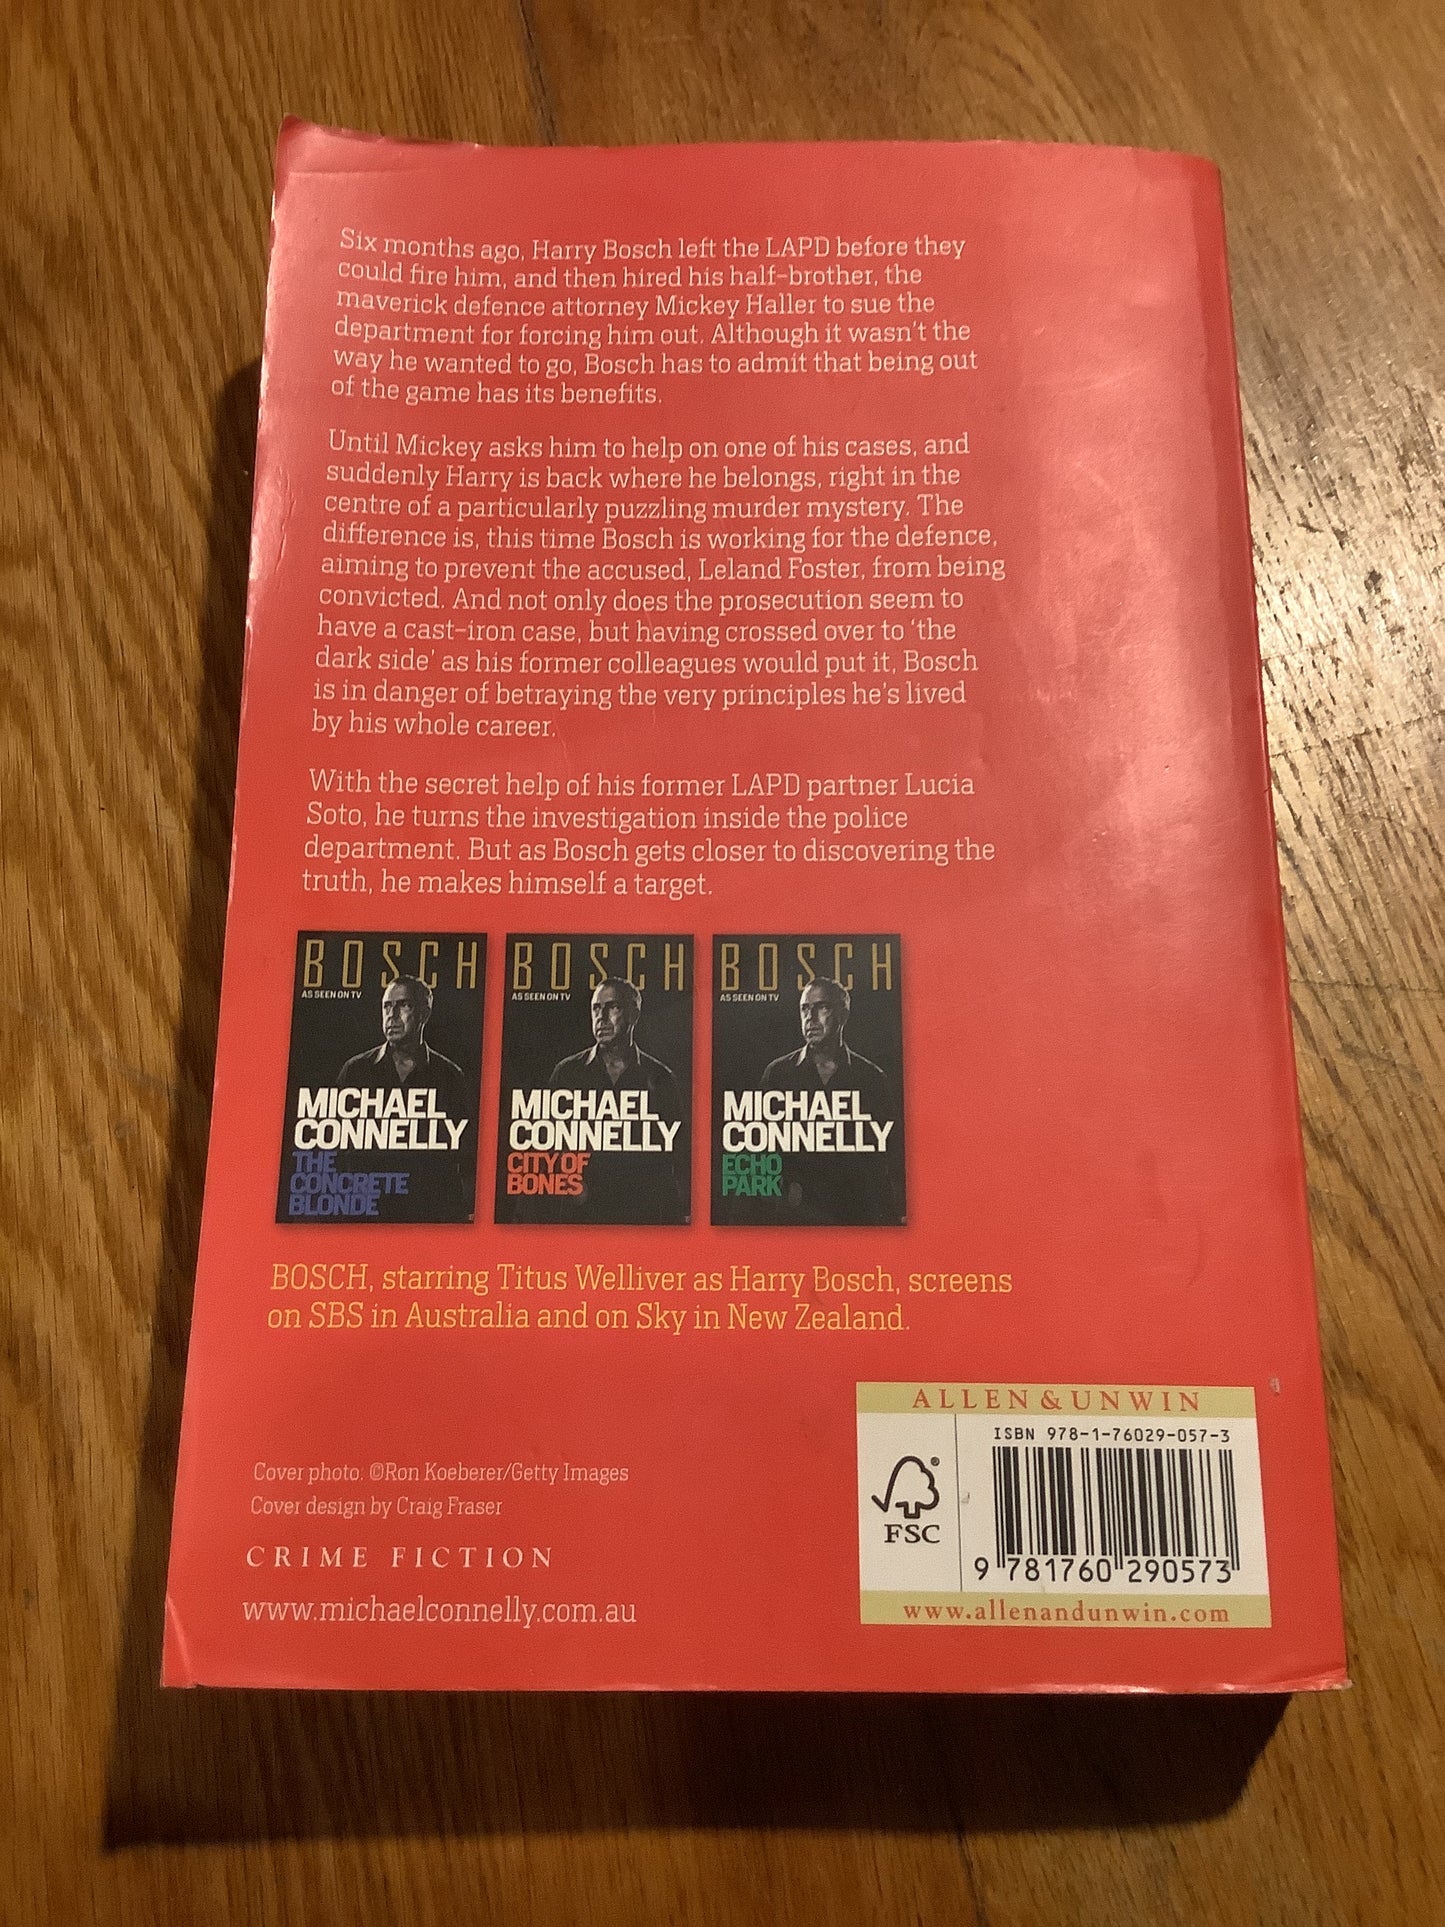 Six months ago, Harry Bosch left the LAPD before they
could fire him, and then hired his half-brother, the
maverick defence attorney Mickey Haller to sue the
department for forcing him out. Although it wasn't the
way he wanted to go, Bosch has to admit that being out
of the game has its benefits.
Until Mickey asks him to help on one of his cases, and
suddenly Harry is back where he belongs, right in the
centre of a particularly puzzling murder mystery. The
difference is, this time Bosch is working for the defence,
aiming to prevent the accused, Leland Foster, from being
convicted. And not only does the prosecution seem to
have a cast-iron case, but having crossed over to 'the
dark side' as his former colleagues would put it, Bosch
is in danger of betraying the very principles he's lived
by his whole career.
With the secret help of his former LAPD partner Lucia
Soto, he turns the investigation inside the police
department. But as Bosch gets closer to discovering the
truth, he makes himself a target.
BOSCH
AS SEEN ON TV
MICHAEL
CONNELLY
THE
CONCRETE
BLONDE
BOSCH
AS SEEN ON TV
MICHAEL
CONNELLY
CITY OF
BONES
BOSCH
AS SEEN ON TV
MICHAEL
CONNELLY
ECHO
PARK
BOSCH, starring Titus Welliver as Harry Bosch, screens
on SBS in Australia and on Sky in New Zealand.
Cover photo: ©Ron Koeberer/Getty Images
Cover design by Craig Fraser
CRIME FICTION
www.michaelconnelly.com.au
ALLEN & UNWIN
ISBN 978-1-76029-057-3
FSC
9 781760 290573
www.allenandunwin.com